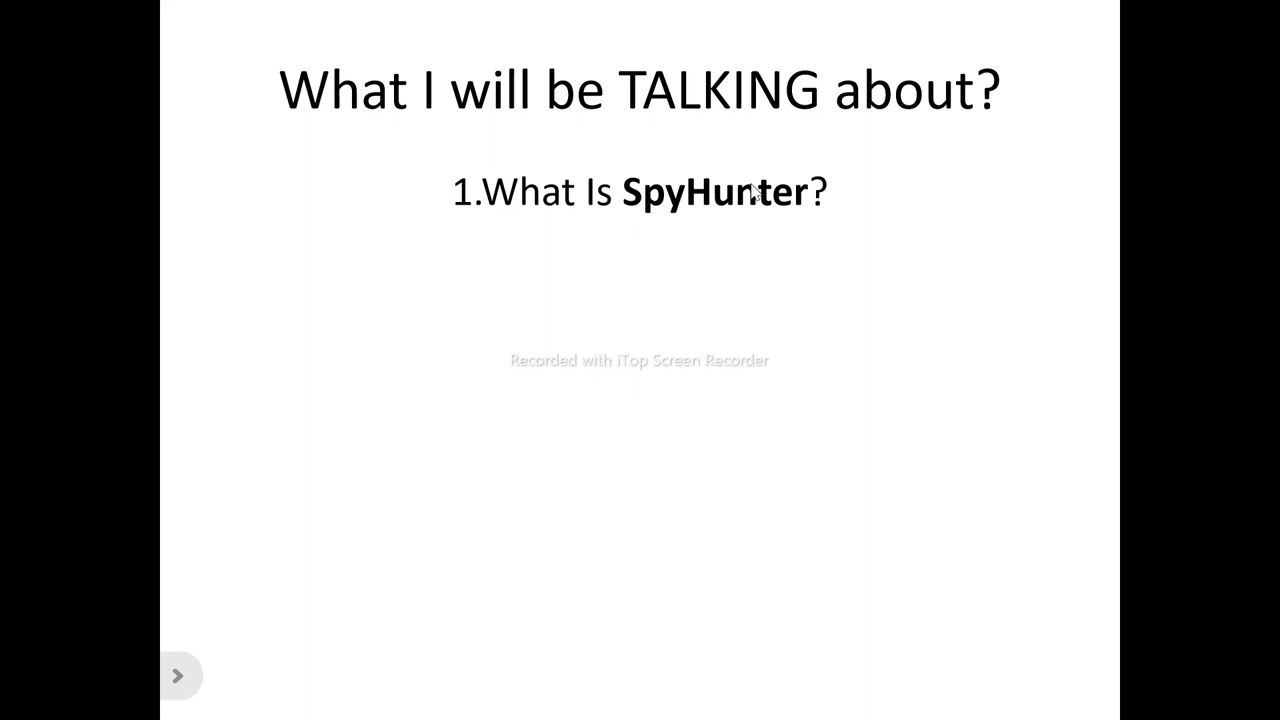 What I will be TALKING about?
1.What Is SpyHunter?
Recorded with iTop Screen Recorder